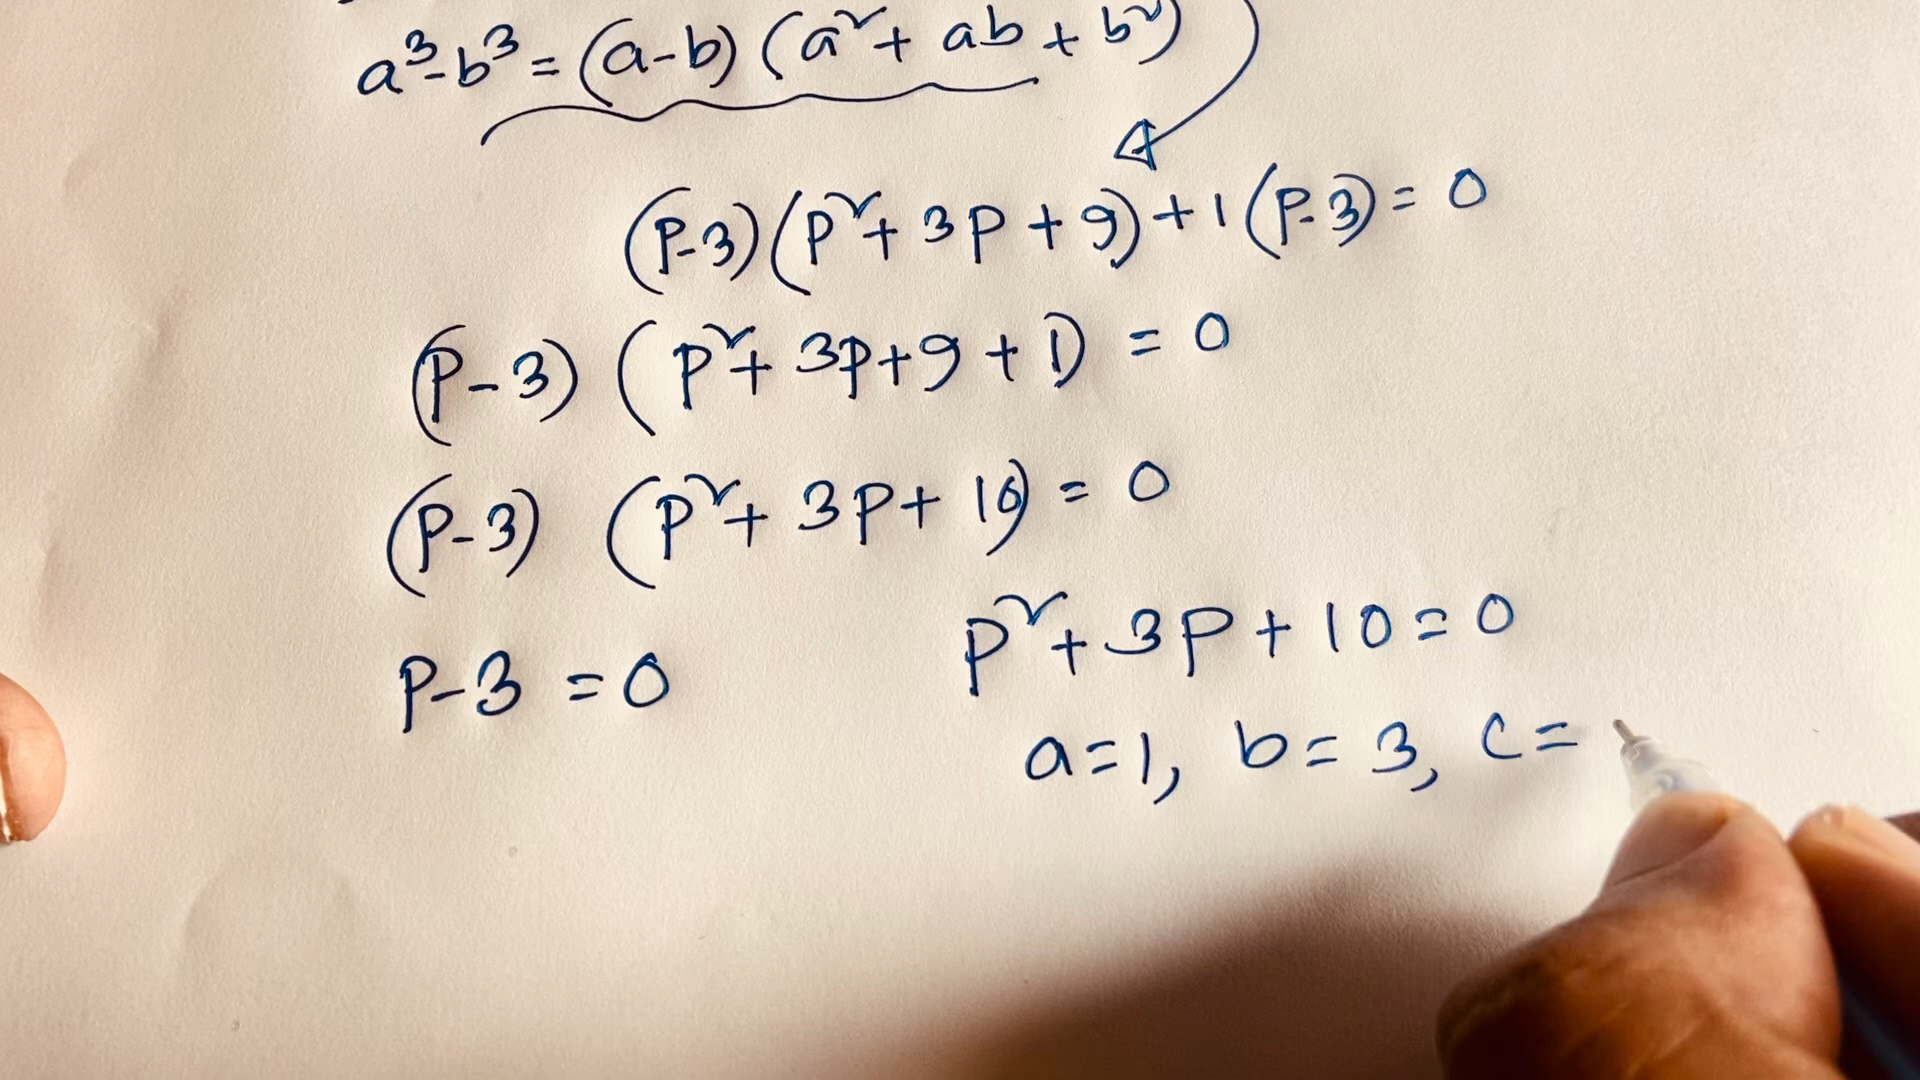 a³-b³ = (a-b) (a²+ ab + b²)
(P-3)(P²+ 3P + 9)+1(P-3) = 0
(P-3) (P²+ 3P+9+1) = 0
(P-3) (P²+ 3P+ 10) = 0
P-3 = 0
P²+ 3P + 10 = 0
a=1, b= 3, c=